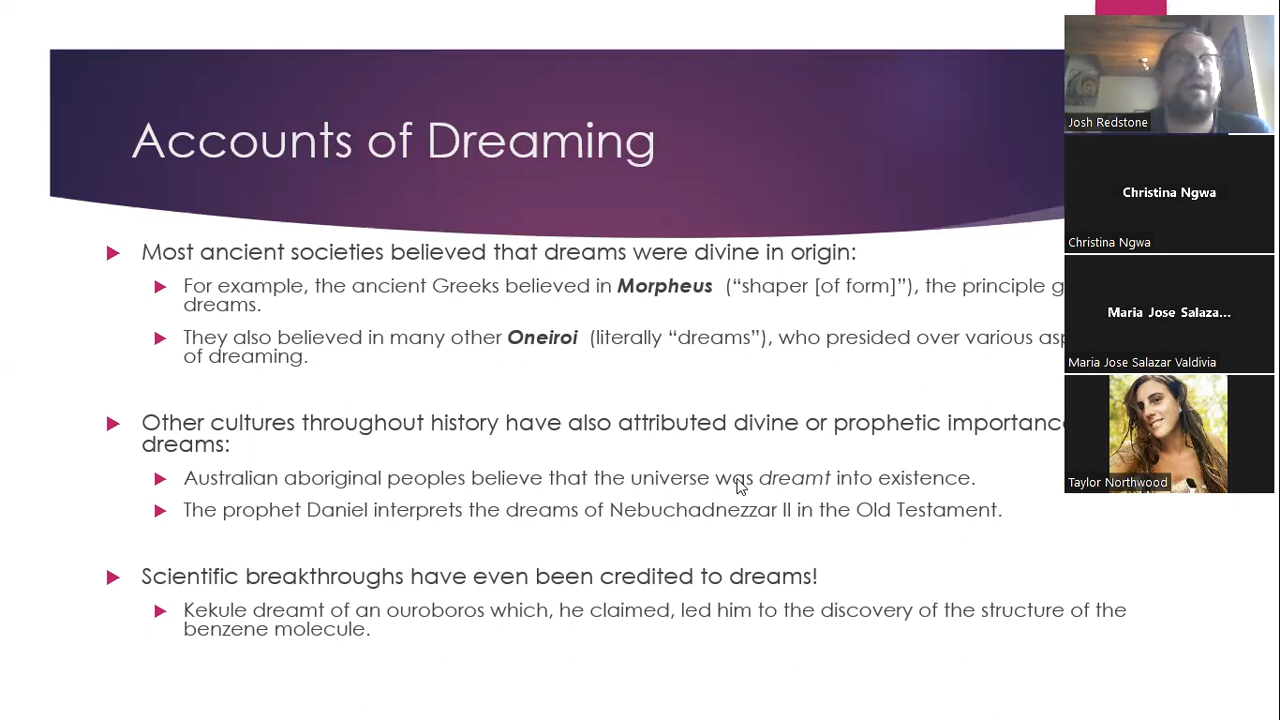 Accounts of Dreaming
Most ancient societies believed that dreams were divine in origin:
For example, the ancient Greeks believed in Morpheus (“shaper [of form]”), the principle g
dreams.
They also believed in many other Oneiroi (literally “dreams”), who presided over various asp
of dreaming.
Other cultures throughout history have also attributed divine or prophetic importance
dreams:
Australian aboriginal peoples believe that the universe was dreamt into existence.
The prophet Daniel interprets the dreams of Nebuchadnezzar II in the Old Testament.
Scientific breakthroughs have even been credited to dreams!
Kekule dreamt of an ouroboros which, he claimed, led him to the discovery of the structure of the
benzene molecule.
Josh Redstone
Christina Ngwa
Christina Ngwa
Maria Jose Salaza...
Maria Jose Salazar Valdivia
Taylor Northwood